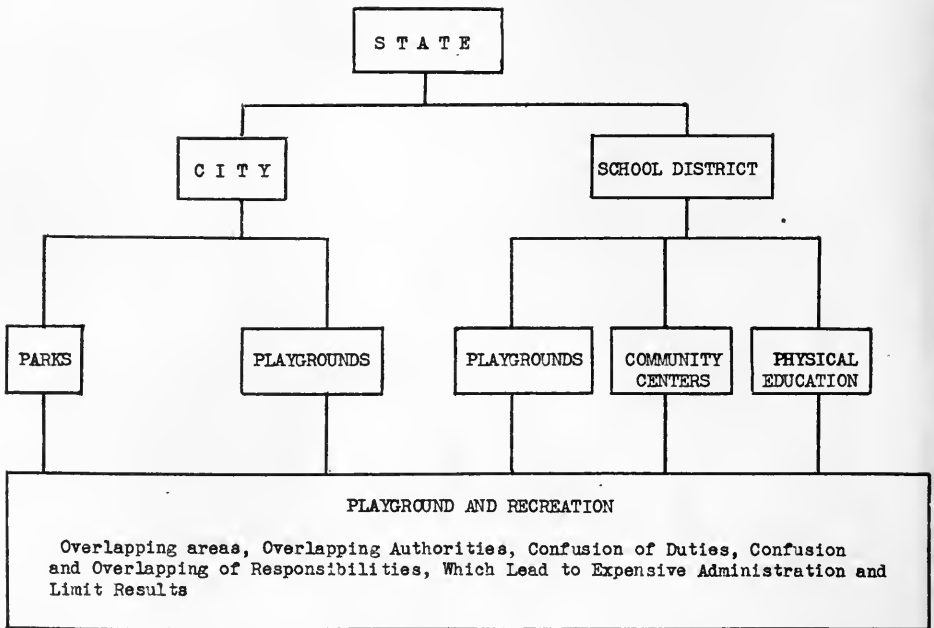 S T A T E
C I T Y
SCHOOL DISTRICT
PARKS
PLAYGROUNDS
PLAYGROUNDS
COMMUNITY
CENTERS
PHYSICAL
EDUCATION
PLAYGROUND AND RECREATION
Overlapping areas, Overlapping Authorities, Confusion of Duties, Confusion
and Overlapping of Responsibilities, Which Lead to Expensive Administration and
Limit Results